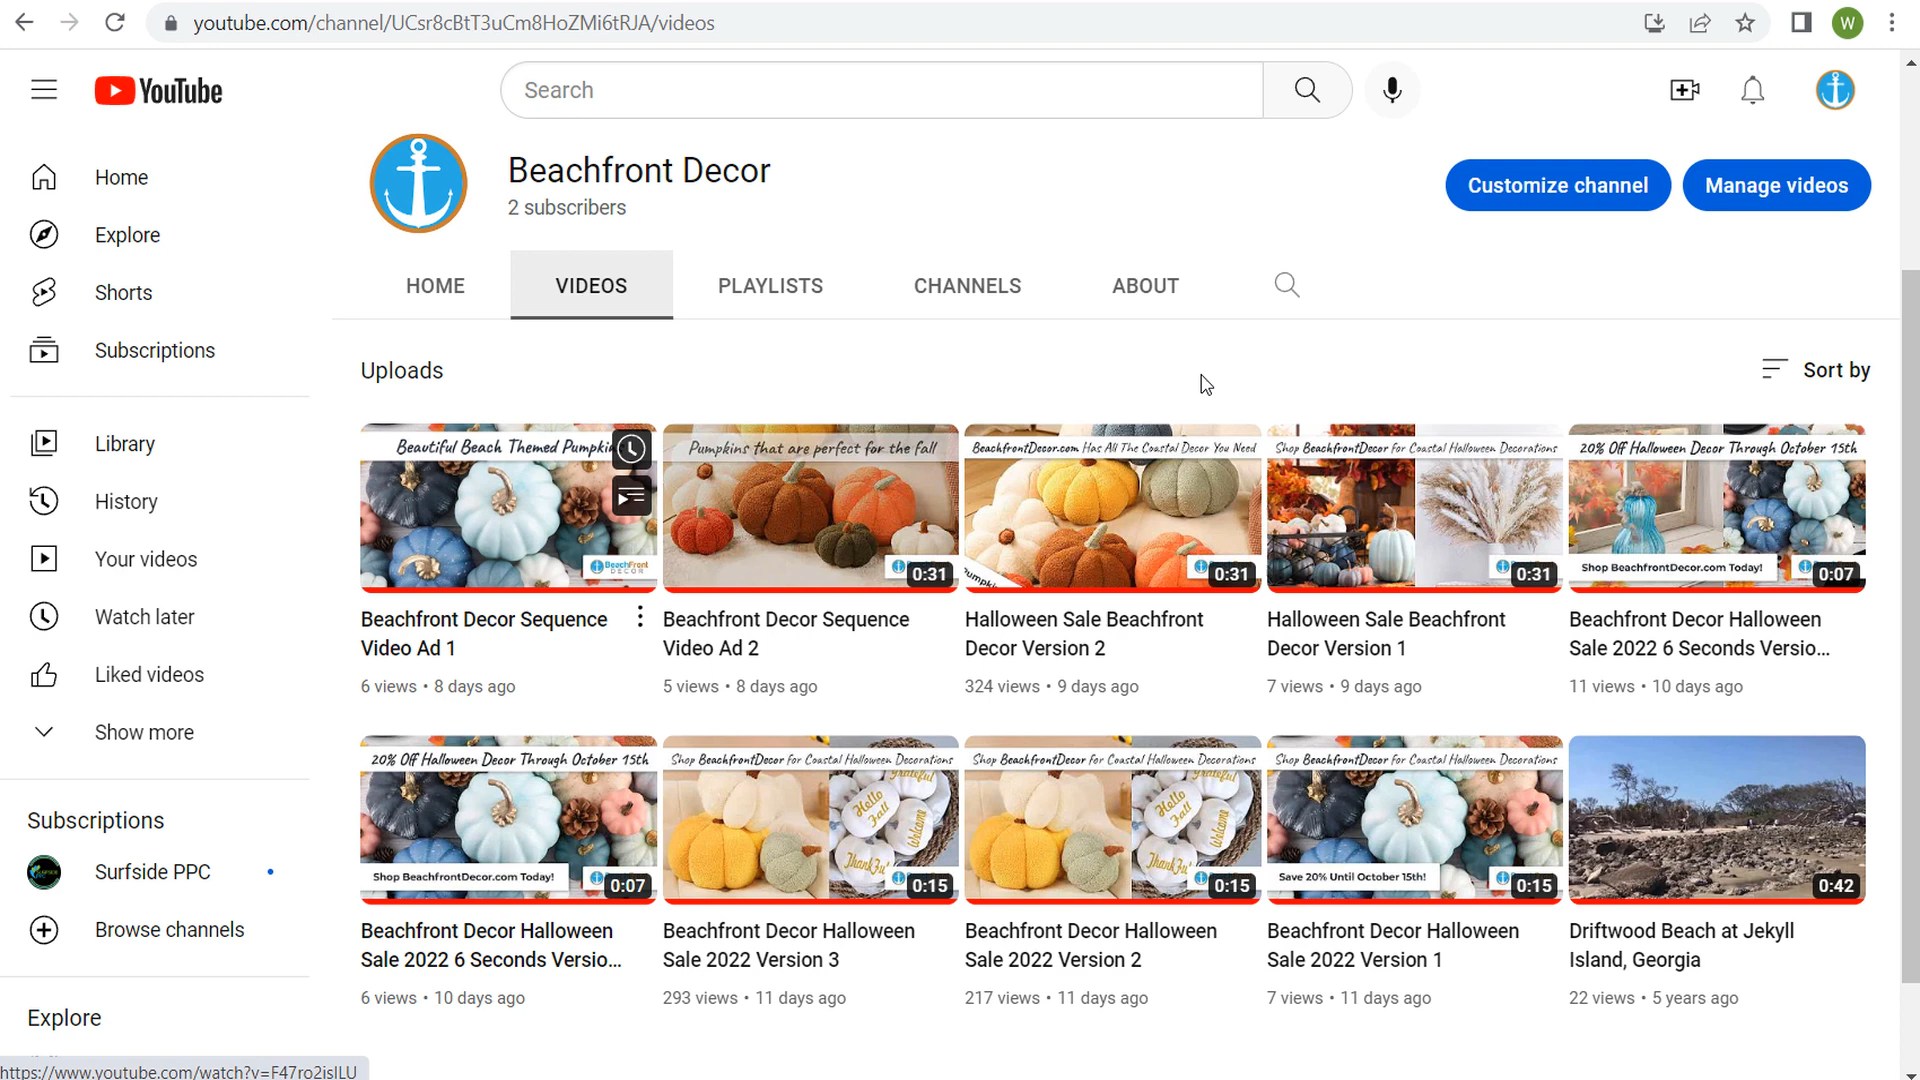 youtube.com/channel/UCsr8cBtT3uCm8HoZMi6tRJA/videos
W
YouTube
Search
Home
Explore
Shorts
Subscriptions
Library
History
Your videos
Watch later
Liked videos
Show more
Subscriptions
Surfside PPC
Browse channels
Explore
https://www.youtube.com/watch?v=F47ro2isILU
Beachfront Decor
2 subscribers
Customize channel
Manage videos
HOME
VIDEOS
PLAYLISTS
CHANNELS
ABOUT
Uploads
Sort by
Beautiful Beach Themed Pumpkin
BeachFront
DECOR
Beachfront Decor Sequence
Video Ad 1
6 views • 8 days ago
Pumpkins that are perfect for the fall
0:31
Beachfront Decor Sequence
Video Ad 2
5 views • 8 days ago
BeachfrontDecor.com Has All The Coastal Decor You Need
0:31
Halloween Sale Beachfront
Decor Version 2
324 views • 9 days ago
Shop BeachfrontDecor for Coastal Halloween Decorations
0:31
Halloween Sale Beachfront
Decor Version 1
7 views • 9 days ago
20% Off Halloween Decor Through October 15th
Shop BeachfrontDecor.com Today!
0:07
Beachfront Decor Halloween
Sale 2022 6 Seconds Versio...
11 views • 10 days ago
20% Off Halloween Decor Through October 15th
Shop BeachfrontDecor.com Today!
0:07
Beachfront Decor Halloween
Sale 2022 6 Seconds Versio...
6 views • 10 days ago
Shop BeachfrontDecor for Coastal Halloween Decorations
Grateful
Hello
Fall
Welcome
Thankful
0:15
Beachfront Decor Halloween
Sale 2022 Version 3
293 views • 11 days ago
Shop BeachfrontDecor for Coastal Halloween Decorations
Grateful
Hello
Fall
Welcome
Thankful
0:15
Beachfront Decor Halloween
Sale 2022 Version 2
217 views • 11 days ago
Shop BeachfrontDecor for Coastal Halloween Decorations
Save 20% Until October 15th!
0:15
Beachfront Decor Halloween
Sale 2022 Version 1
7 views • 11 days ago
0:42
Driftwood Beach at Jekyll
Island, Georgia
22 views • 5 years ago